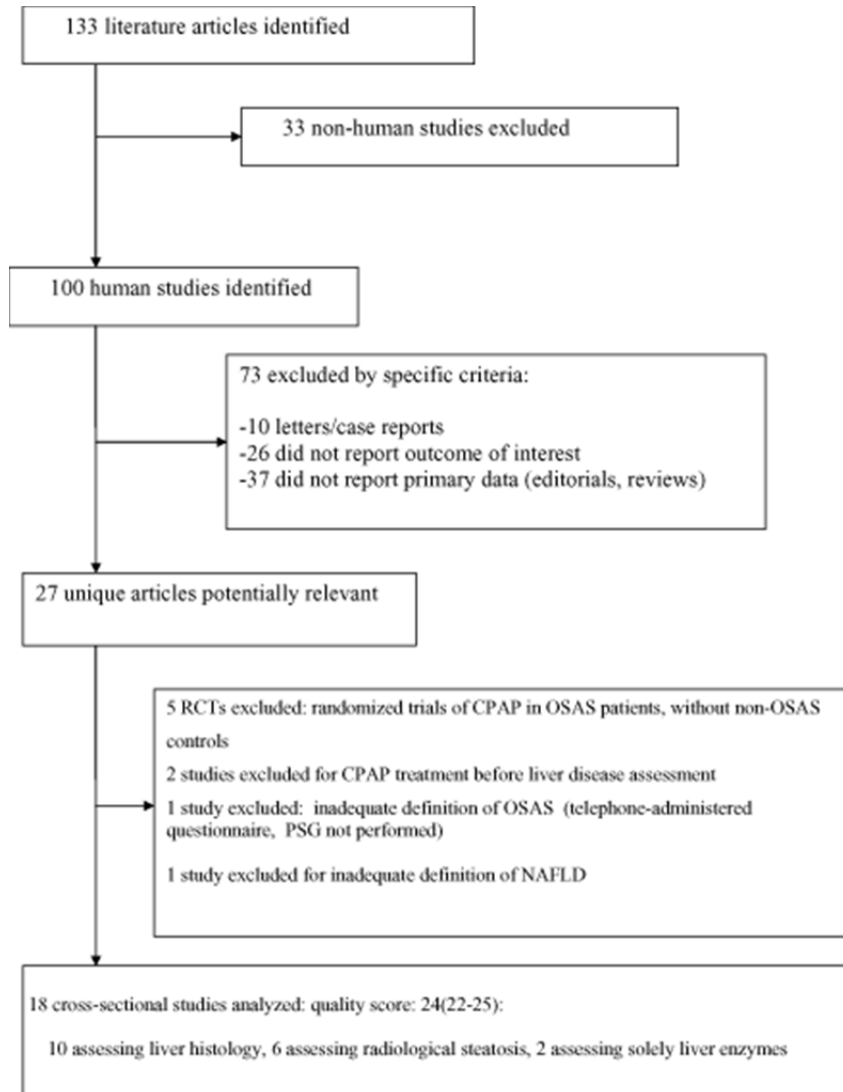 133 literature articles identified
33 non-human studies excluded
100 human studies identified
73 excluded by specific criteria:
-10 letters/case reports
-26 did not report outcome of interest
-37 did not report primary data (editorials, reviews)
27 unique articles potentially relevant
5 RCTs excluded: randomized trials of CPAP in OSAS patients, without non-OSAS
controls
2 studies excluded for CPAP treatment before liver disease assessment
1 study excluded: inadequate definition of OSAS (telephone-administered
questionnaire, PSG not performed)
1 study excluded for inadequate definition of NAFLD
18 cross-sectional studies analyzed: quality score: 24(22-25):
10 assessing liver histology, 6 assessing radiological steatosis, 2 assessing solely liver enzymes